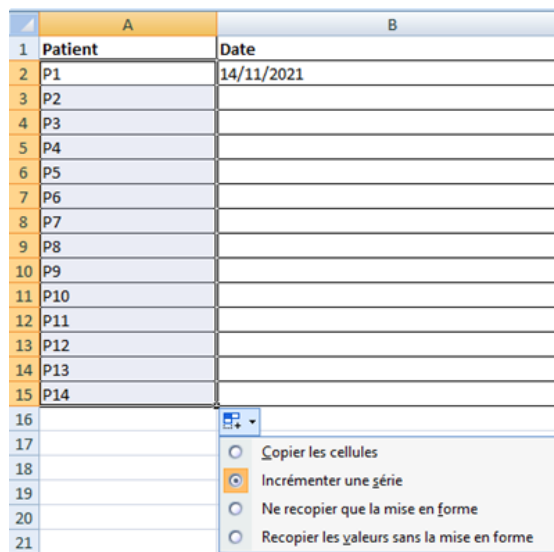 A B
1 Patient Date
2 P1 14/11/2021
3 P2
4 P3
5 P4
6 P5
7 P6
8 P7
9 P8
10 P9
11 P10
12 P11
13 P12
14 P13
15 P14
16
17 Copier les cellules
18 Incrémenter une série
19 Ne recopier que la mise en forme
20 Recopier les valeurs sans la mise en forme
21